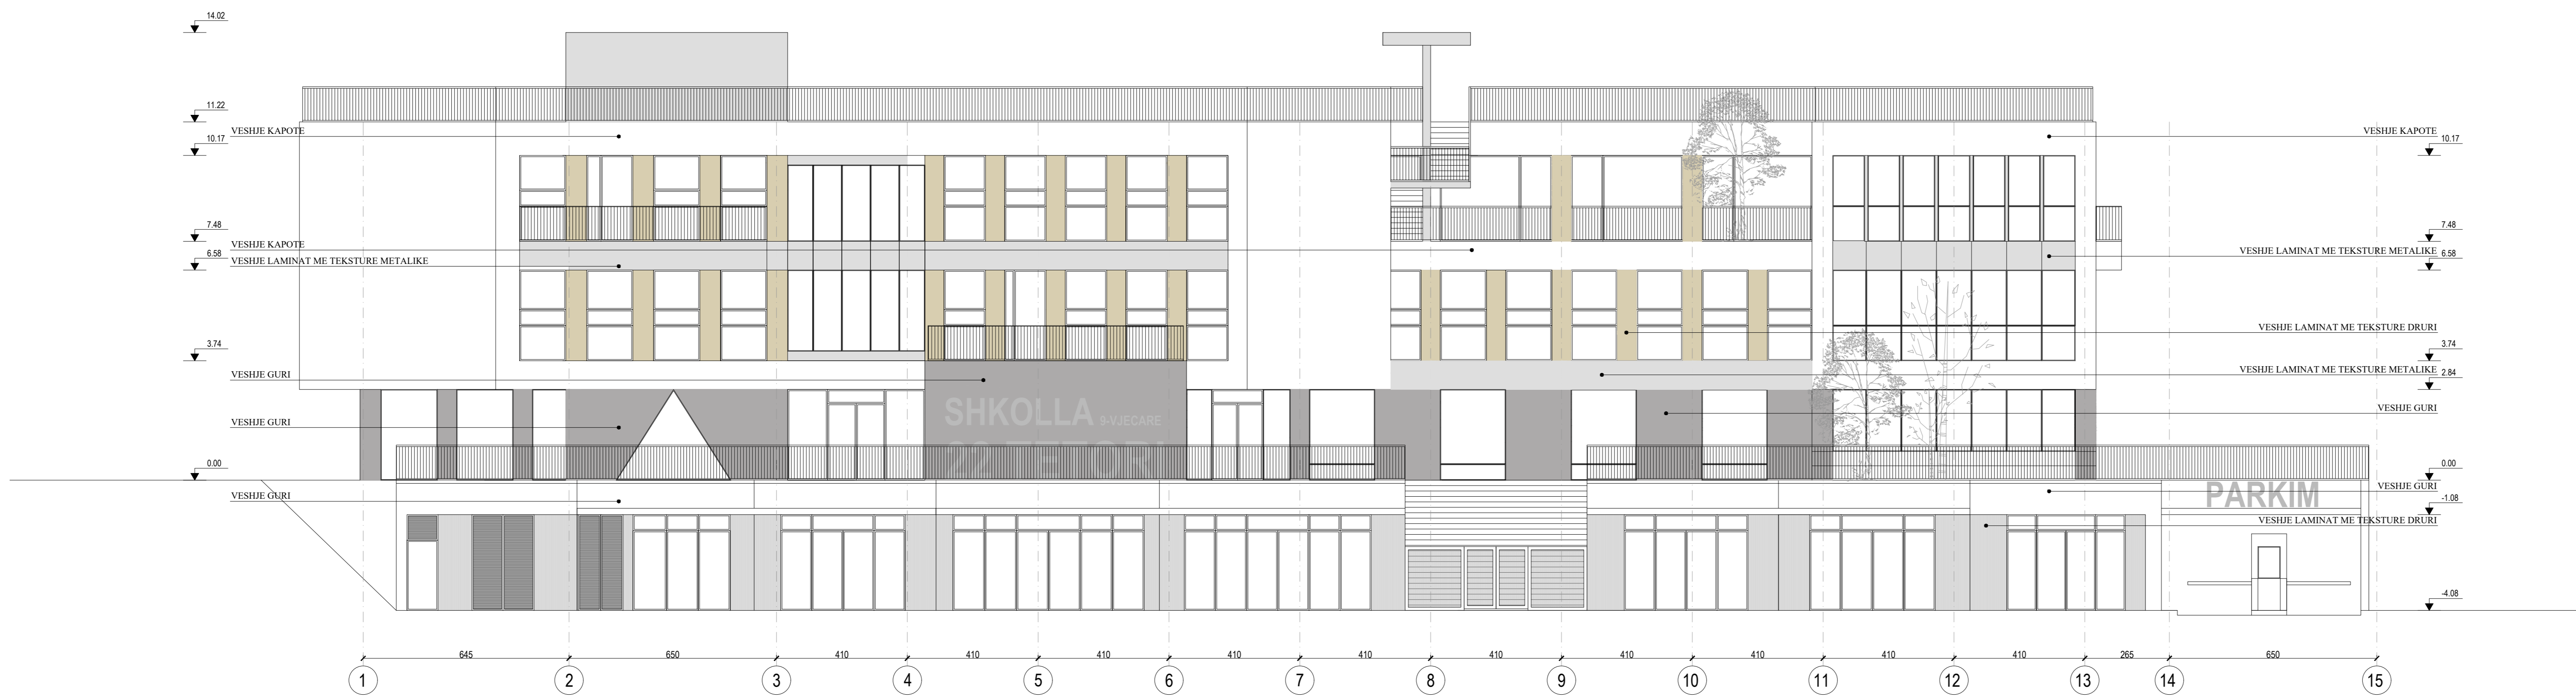 14.02
11.22
VESHJE KAPOTE
VESHJE KAPOTE
10.17
10.17
7.48
7.48
VESHJE KAPOTE
VESHJE LAMINAT ME TEKSTURE METALIKE
6.58
6.58
VESHJE LAMINAT ME TEKSTURE METALIKE
VESHJE LAMINAT ME TEKSTURE DRURI
3.74
3.74
VESHJE GURI
VESHJE LAMINAT ME TEKSTURE METALIKE
2.84
SHKOLLA 9-VJECARE
VESHJE GURI
VESHJE GURI
22 TETORI
0.00
0.00
VESHJE GURI
VESHJE GURI
PARKIM
-1.08
VESHJE LAMINAT ME TEKSTURE DRURI
-4.08
645 650 410 410 410 410 410 410 410 410 410 265 650
1 2 3 4 5 6 7 8 9 10 11 12 13 14 15